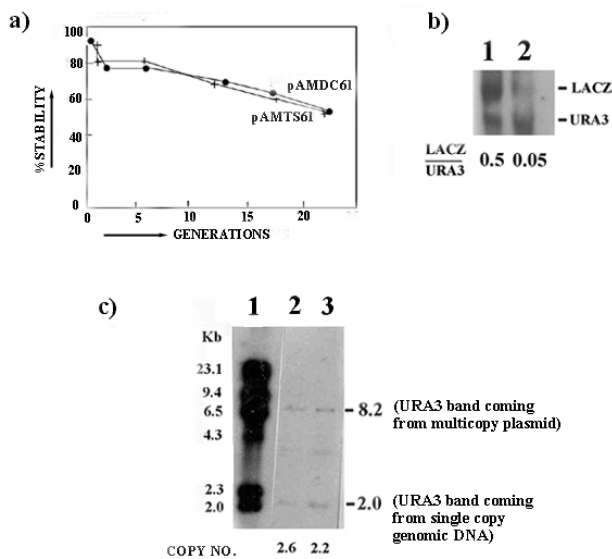 a)
100
80
60
40
20
0
% STABILITY
pAMDC61
pAMTS61
0 5 10 15 20
GENERATIONS
b)
1 2
LACZ
URA3
LACZ
URA3
0.5 0.05
c)
1 2 3
Kb
23.1
9.4
6.5
4.3
2.3
2.0
8.2
(URA3 band coming
from multicopy plasmid)
2.0
(URA3 band coming
from single copy
genomic DNA)
COPY NO. 2.6 2.2